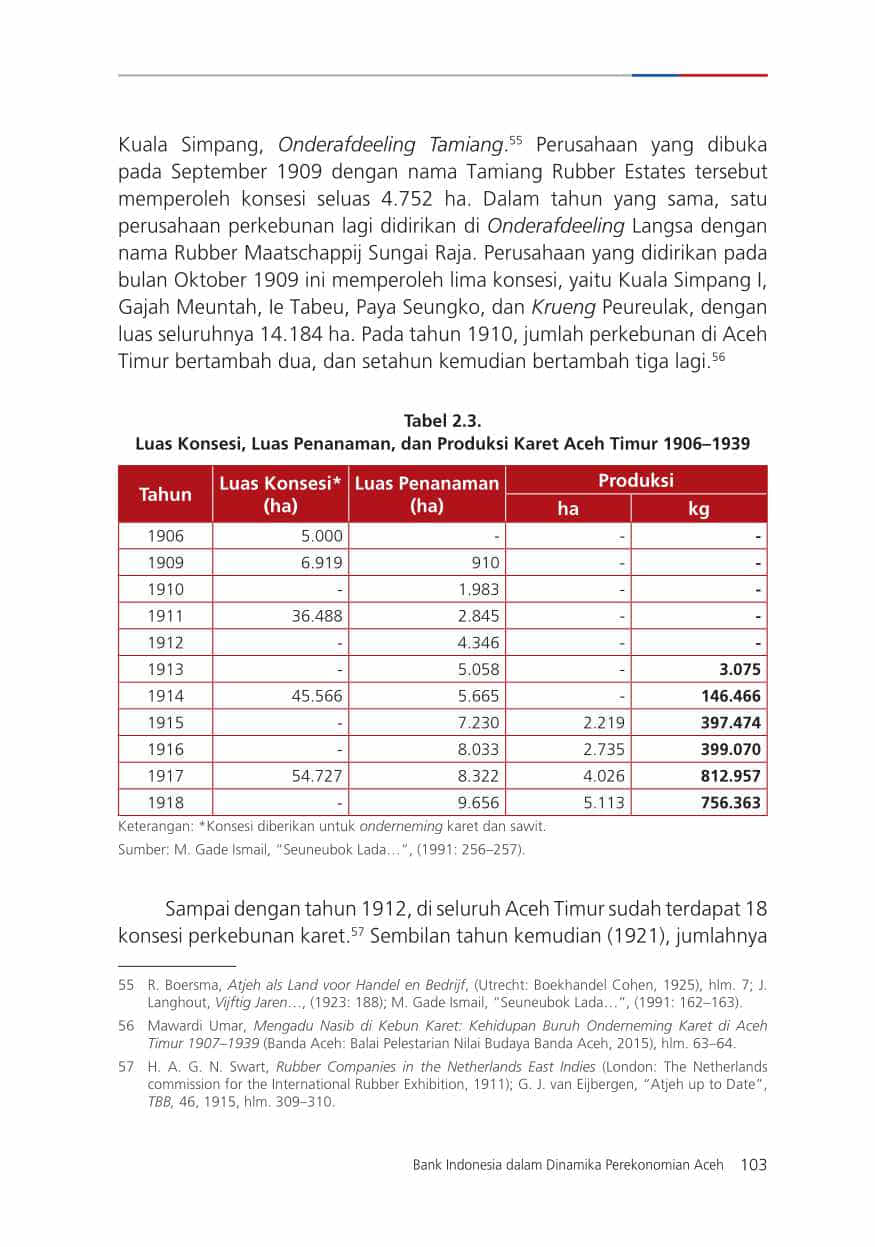 Kuala Simpang, Onderafdeeling Tamiang.55 Perusahaan yang dibuka
pada September 1909 dengan nama Tamiang Rubber Estates tersebut
memperoleh konsesi seluas 4.752 ha. Dalam tahun yang sama, satu
perusahaan perkebunan lagi didirikan di Onderafdeeling Langsa dengan
nama Rubber Maatschappij Sungai Raja. Perusahaan yang didirikan pada
bulan Oktober 1909 ini memperoleh lima konsesi, yaitu Kuala Simpang I,
Gajah Meuntah, Ie Tabeu, Paya Seungko, dan Krueng Peureulak, dengan
luas seluruhnya 14.184 ha. Pada tahun 1910, jumlah perkebunan di Aceh
Timur bertambah dua, dan setahun kemudian bertambah tiga lagi.56
Tabel 2.3.
Luas Konsesi, Luas Penanaman, dan Produksi Karet Aceh Timur 1906–1939
Tahun Luas Konsesi* (ha) Luas Penanaman (ha) Produksi
ha kg
1906 5.000 - - -
1909 6.919 910 - -
1910 - 1.983 - -
1911 36.488 2.845 - -
1912 - 4.346 - -
1913 - 5.058 - 3.075
1914 45.566 5.665 - 146.466
1915 - 7.230 2.219 397.474
1916 - 8.033 2.735 399.070
1917 54.727 8.322 4.026 812.957
1918 - 9.656 5.113 756.363
Keterangan: *Konsesi diberikan untuk onderneming karet dan sawit.
Sumber: M. Gade Ismail, “Seuneubok Lada…”, (1991: 256–257).
Sampai dengan tahun 1912, di seluruh Aceh Timur sudah terdapat 18
konsesi perkebunan karet.57 Sembilan tahun kemudian (1921), jumlahnya
55 R. Boersma, Atjeh als Land voor Handel en Bedrijf, (Utrecht: Boekhandel Cohen, 1925), hlm. 7; J.
Langhout, Vijftig Jaren…, (1923: 188); M. Gade Ismail, “Seuneubok Lada…”, (1991: 162–163).
56 Mawardi Umar, Mengadu Nasib di Kebun Karet: Kehidupan Buruh Onderneming Karet di Aceh
Timur 1907–1939 (Banda Aceh: Balai Pelestarian Nilai Budaya Banda Aceh, 2015), hlm. 63–64.
57 H. A. G. N. Swart, Rubber Companies in the Netherlands East Indies (London: The Netherlands
commission for the International Rubber Exhibition, 1911); G. J. van Eijbergen, “Atjeh up to Date”,
TBB, 46, 1915, hlm. 309–310.
Bank Indonesia dalam Dinamika Perekonomian Aceh 103